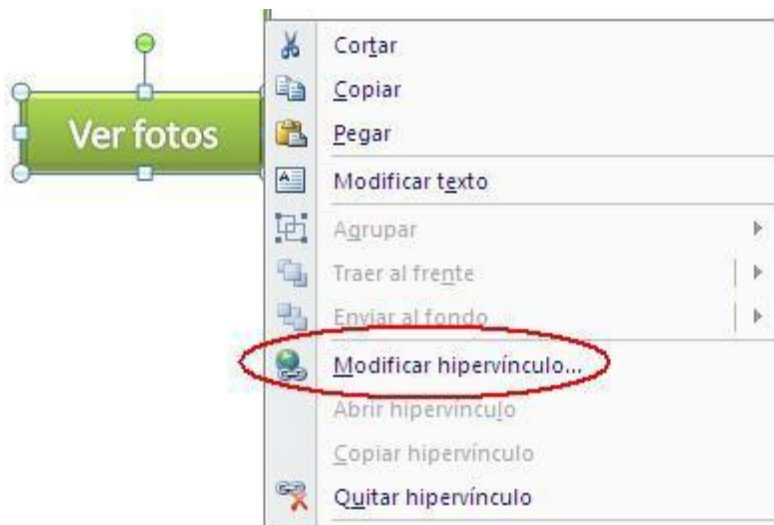 Ver fotos
Cortar
Copiar
Pegar
Modificar texto
Agrupar
Traer al frente
Enviar al fondo
Modificar hipervínculo...
Abrir hipervínculo
Copiar hipervínculo
Quitar hipervínculo